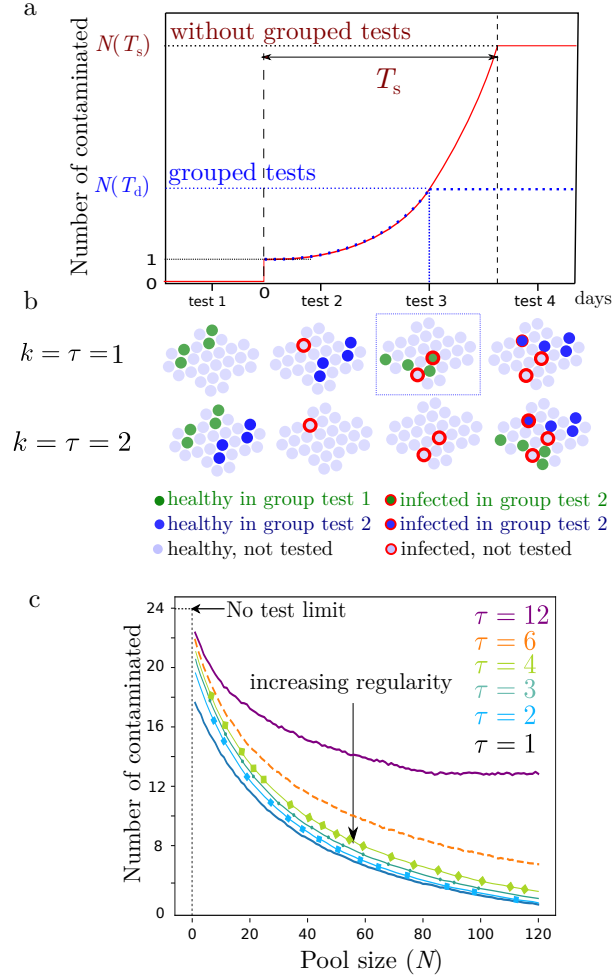 a
Number of contaminated
N(Tₛ)
without grouped tests
Tₛ
N(T_d)
grouped tests
1
0
0
test 1
test 2
test 3
test 4
days
b
k = τ = 1
k = τ = 2
healthy in group test 1
infected in group test 2
healthy in group test 2
infected in group test 2
healthy, not tested
infected, not tested
c
Number of contaminated
24
20
16
12
8
0
No test limit
increasing regularity
τ = 12
τ = 6
τ = 4
τ = 3
τ = 2
τ = 1
0
20
40
60
80
100
120
Pool size (N)